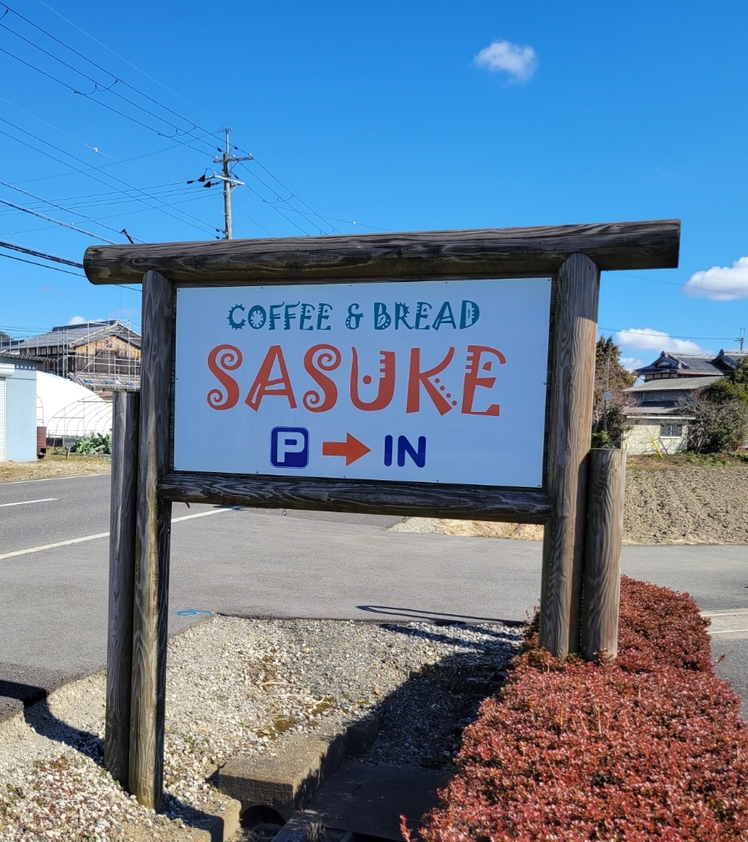 COFFEE & BREAD
SASUKE
P → IN